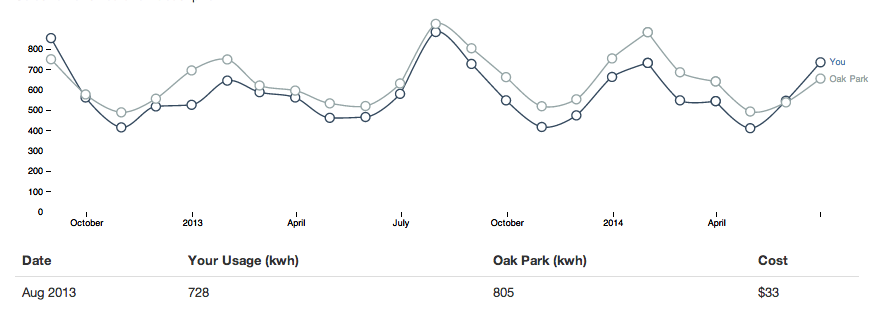 800
700
600
500
400
300
200
100
0
October 2013 April July October 2014 April
You
Oak Park
Date Your Usage (kwh) Oak Park (kwh) Cost
Aug 2013 728 805 $33